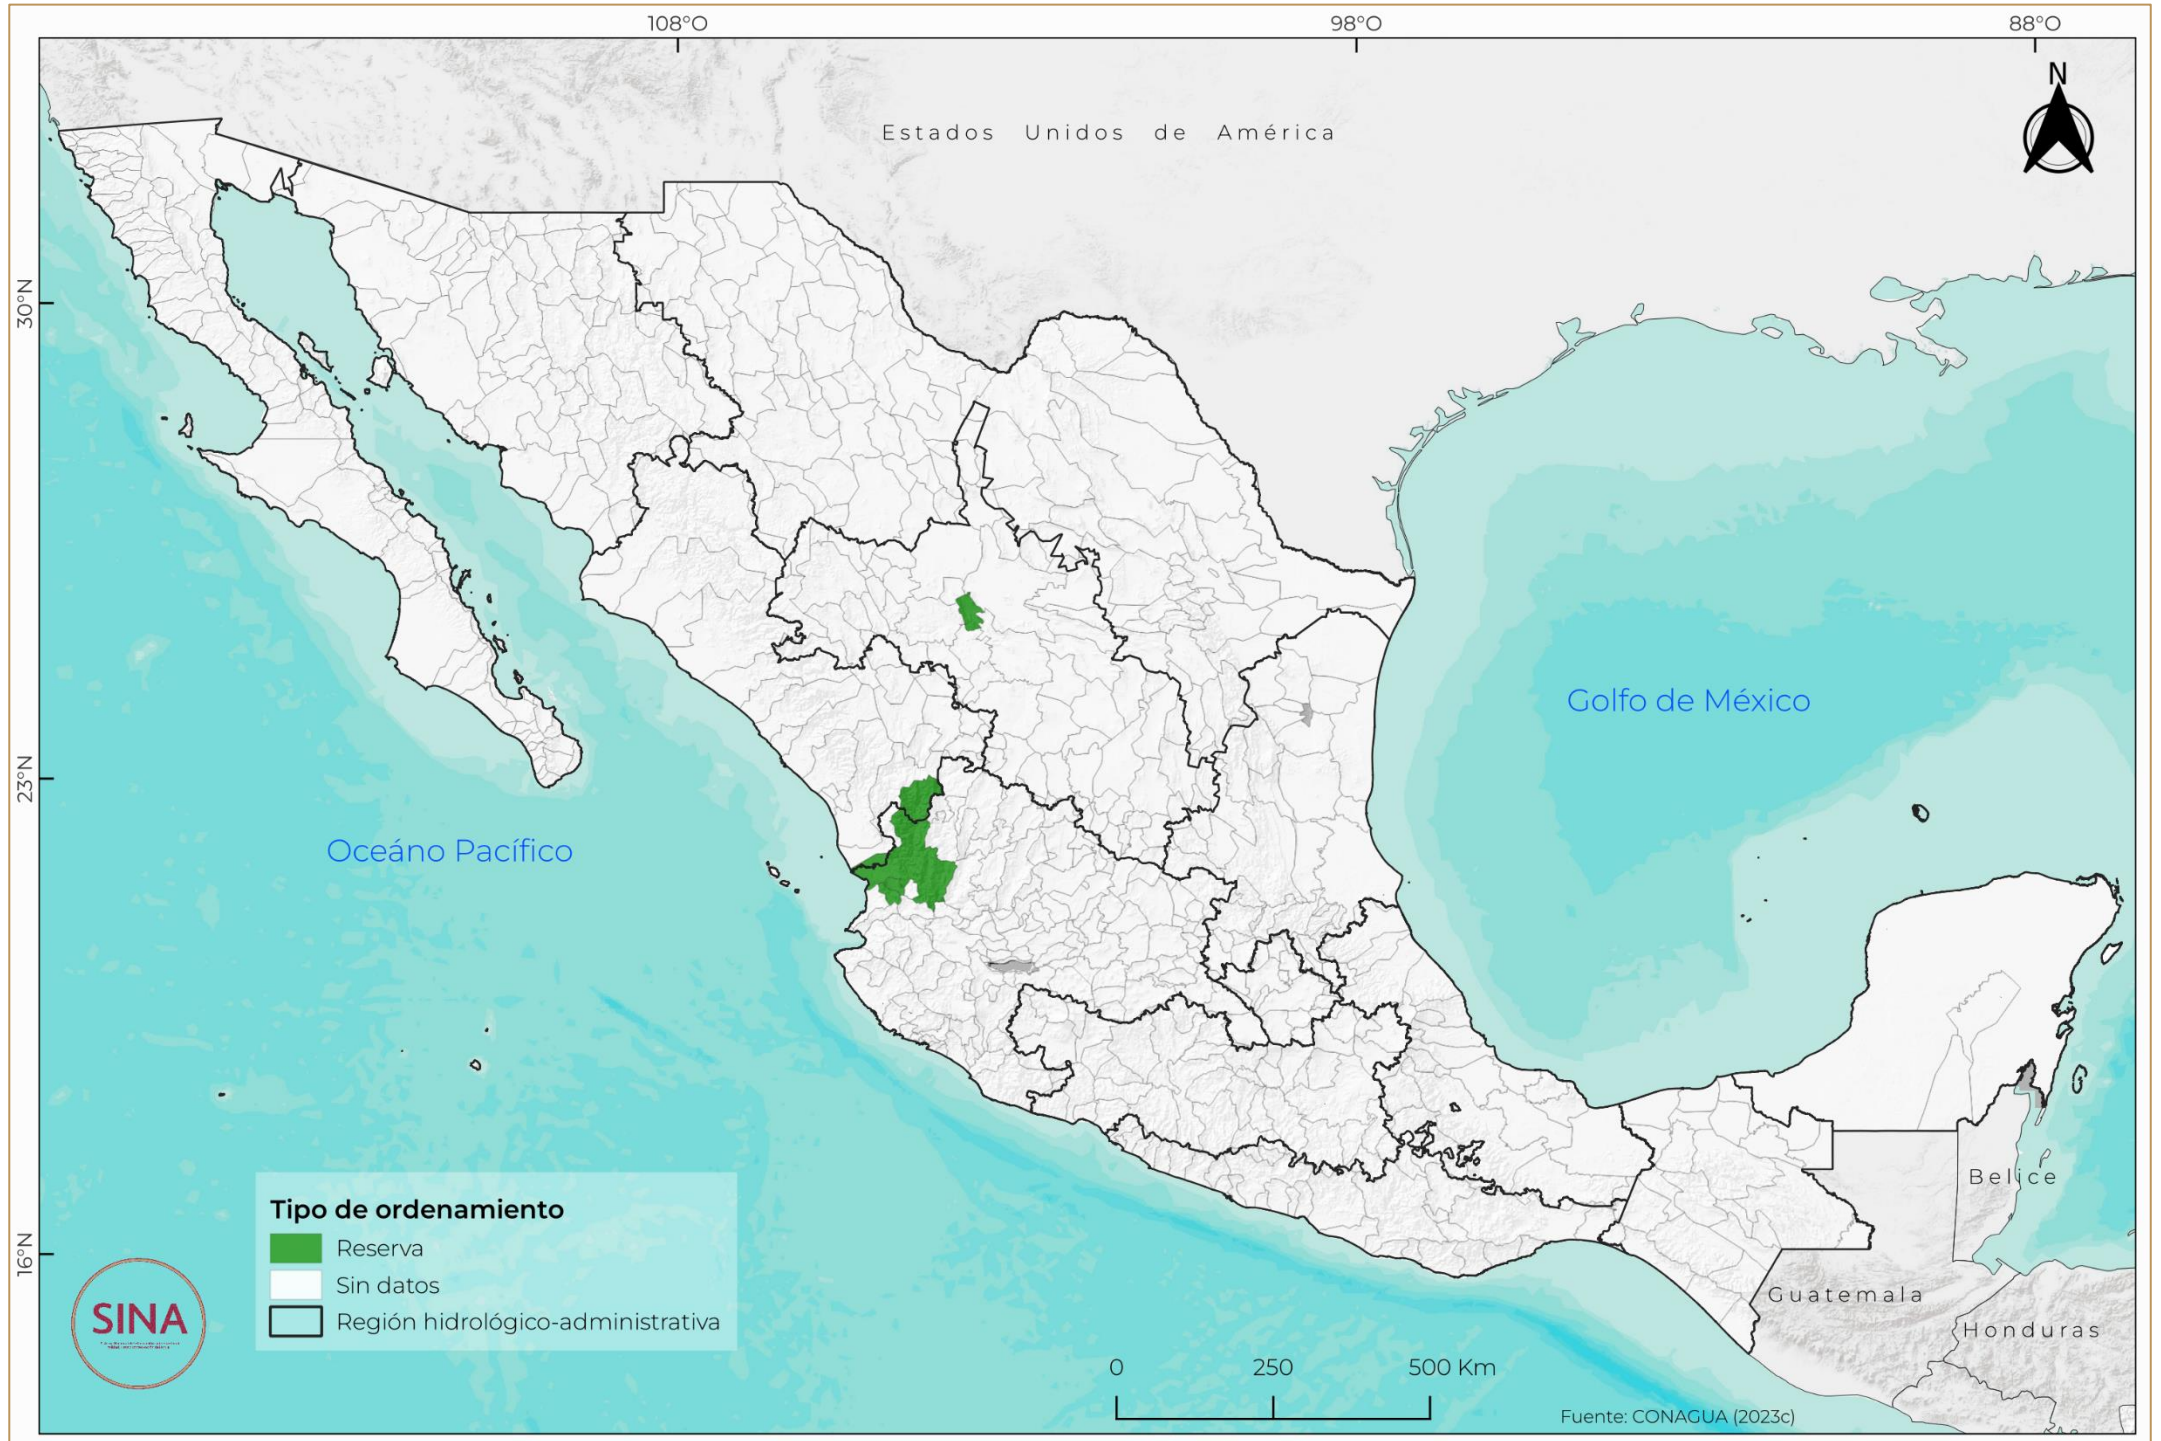 108°O
98°O
88°O
N
Estados Unidos de América
30°N
Golfo de México
23°N
Oceáno Pacífico
Belice
16°N
Tipo de ordenamiento
Reserva
Sin datos
Región hidrológico-administrativa
SINA
Guatemala
Honduras
0 250 500 Km
Fuente: CONAGUA (2023c)